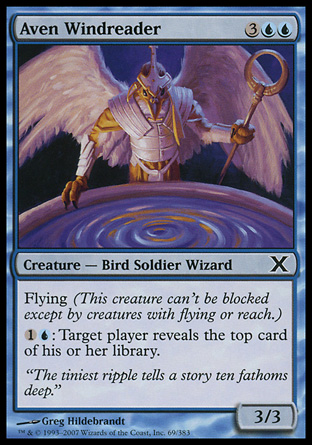 Aven Windreader 3
Creature — Bird Soldier Wizard X
Flying (This creature can't be blocked
except by creatures with flying or reach.)
1 : Target player reveals the top card
of his or her library.
"The tiniest ripple tells a story ten fathoms
deep."
Greg Hildebrandt
™ & © 1993–2007 Wizards of the Coast, Inc. 69/383
3/3